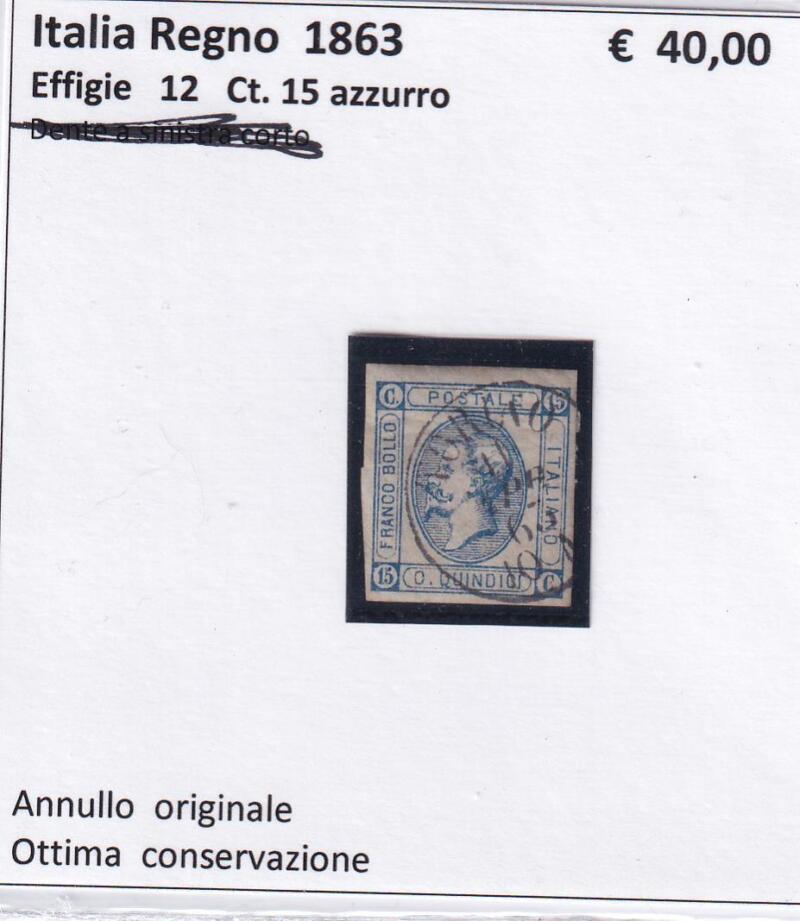 Italia Regno 1863 € 40,00
Effigie 12 Ct. 15 azzurro
Dente a sinistra corto
C. POSTALE 15
FRANCO BOLLO
ITALIANO
15 C. QUINDICI C
Annullo originale
Ottima conservazione